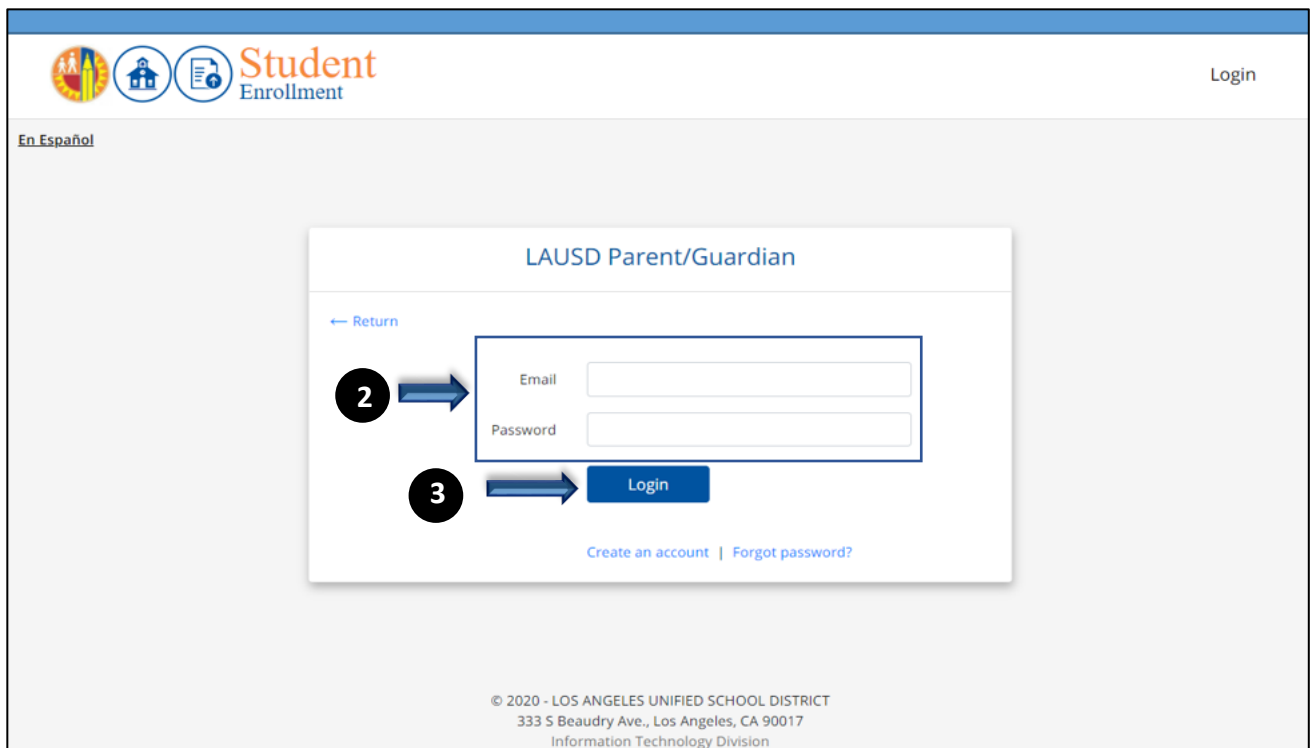 Student
Enrollment
Login
En Español
LAUSD Parent/Guardian
← Return
2
Email
Password
3
Login
Create an account | Forgot password?
© 2020 - LOS ANGELES UNIFIED SCHOOL DISTRICT
333 S Beaudry Ave., Los Angeles, CA 90017
Information Technology Division